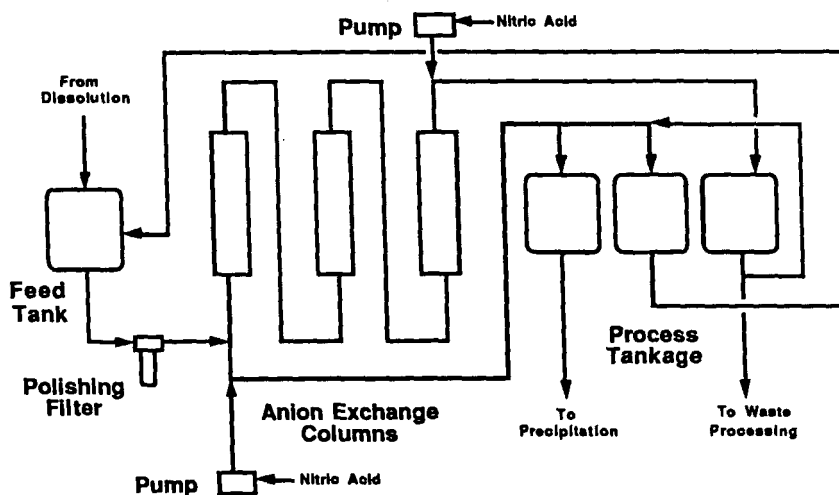 Pump
Nitric Acid
From
Dissolution
Feed
Tank
Process
Tankage
Polishing
Filter
Anion Exchange
Columns
To
Precipitation
To Waste
Processing
Pump
Nitric Acid